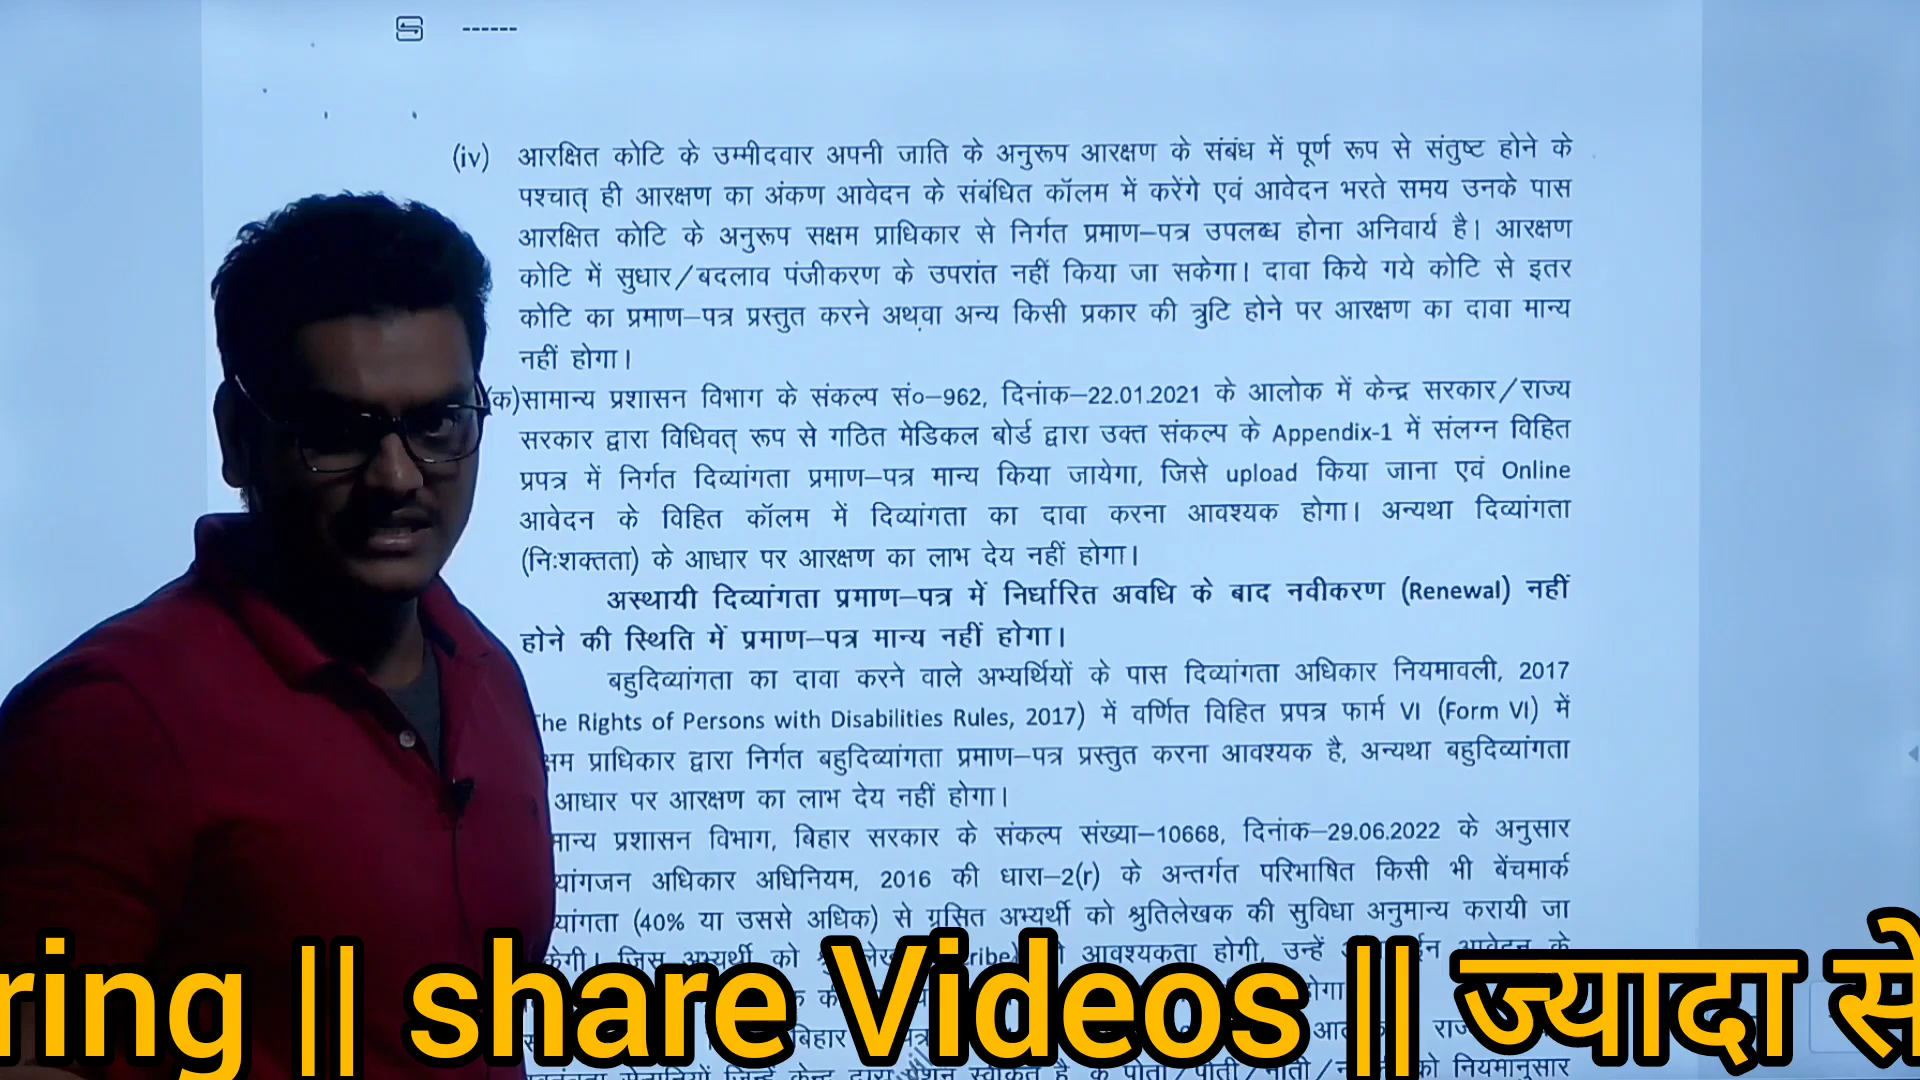 (iv) आरक्षित कोटि के उम्मीदवार अपनी जाति के अनुरूप आरक्षण के संबंध में पूर्ण रूप से संतुष्ट होने के
पश्चात् ही आरक्षण का अंकण आवेदन के संबंधित कॉलम में करेंगे एवं आवेदन भरते समय उनके पास
आरक्षित कोटि के अनुरूप सक्षम प्राधिकार से निर्गत प्रमाण–पत्र उपलब्ध होना अनिवार्य है। आरक्षण
कोटि में सुधार/बदलाव पंजीकरण के उपरांत नहीं किया जा सकेगा। दावा किये गये कोटि से इतर
कोटि का प्रमाण–पत्र प्रस्तुत करने अथवा अन्य किसी प्रकार की त्रुटि होने पर आरक्षण का दावा मान्य
नहीं होगा।
(क)सामान्य प्रशासन विभाग के संकल्प सं०–962, दिनांक–22.01.2021 के आलोक में केन्द्र सरकार/राज्य
सरकार द्वारा विधिवत् रूप से गठित मेडिकल बोर्ड द्वारा उक्त संकल्प के Appendix-1 में संलग्न विहित
प्रपत्र में निर्गत दिव्यांगता प्रमाण–पत्र मान्य किया जायेगा, जिसे upload किया जाना एवं Online
आवेदन के विहित कॉलम में दिव्यांगता का दावा करना आवश्यक होगा। अन्यथा दिव्यांगता
(निःशक्तता) के आधार पर आरक्षण का लाभ देय नहीं होगा।
अस्थायी दिव्यांगता प्रमाण–पत्र में निर्धारित अवधि के बाद नवीकरण (Renewal) नहीं
होने की स्थिति में प्रमाण–पत्र मान्य नहीं होगा।
बहुदिव्यांगता का दावा करने वाले अभ्यर्थियों के पास दिव्यांगता अधिकार नियमावली, 2017
The Rights of Persons with Disabilities Rules, 2017) में वर्णित विहित प्रपत्र फार्म VI (Form VI) में
प्राधिकार द्वारा निर्गत बहुदिव्यांगता प्रमाण–पत्र प्रस्तुत करना आवश्यक है, अन्यथा बहुदिव्यांगता
आधार पर आरक्षण का लाभ देय नहीं होगा।
प्रशासन विभाग, बिहार सरकार के संकल्प संख्या–10668, दिनांक–29.06.2022 के अनुसार
अधिकार अधिनियम, 2016 की धारा–2(r) के अन्तर्गत परिभाषित किसी भी बेंचमार्क
(40% या उससे अधिक) से ग्रसित अभ्यर्थी को श्रुतिलेखक की सुविधा अनुमान्य करायी जा
जिस अभ्यर्थी को आवश्यकता होगी, उन्हें आवेदन के
बिहार
को नियमानुसार
ring || share Videos || ज्यादा से